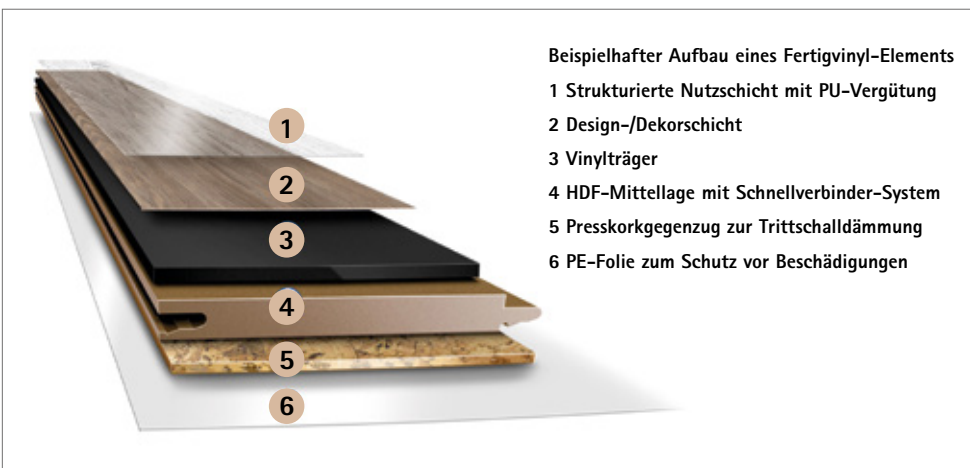 Beispielhafter Aufbau eines Fertigvinyl-Elements
1 Strukturierte Nutzschicht mit PU-Vergütung
2 Design-/Dekorschicht
3 Vinylträger
4 HDF-Mittellage mit Schnellverbinder-System
5 Presskorkgegenzug zur Trittschalldämmung
6 PE-Folie zum Schutz vor Beschädigungen
1
2
3
4
5
6